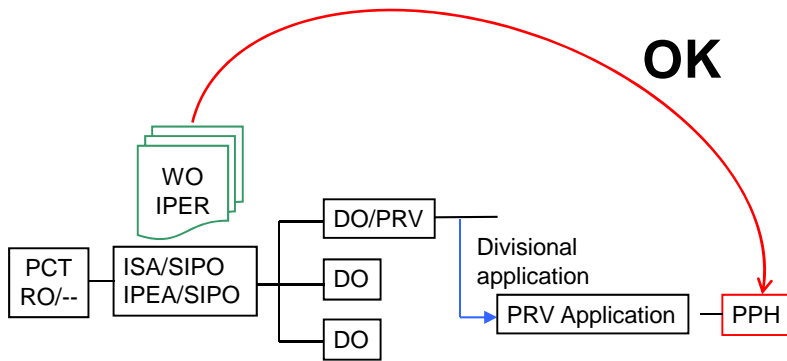 OK
WO
IPER
DO/PRV
PCT
RO/--
ISA/SIPO
IPEA/SIPO
DO
DO
Divisional
application
PRV Application
PPH